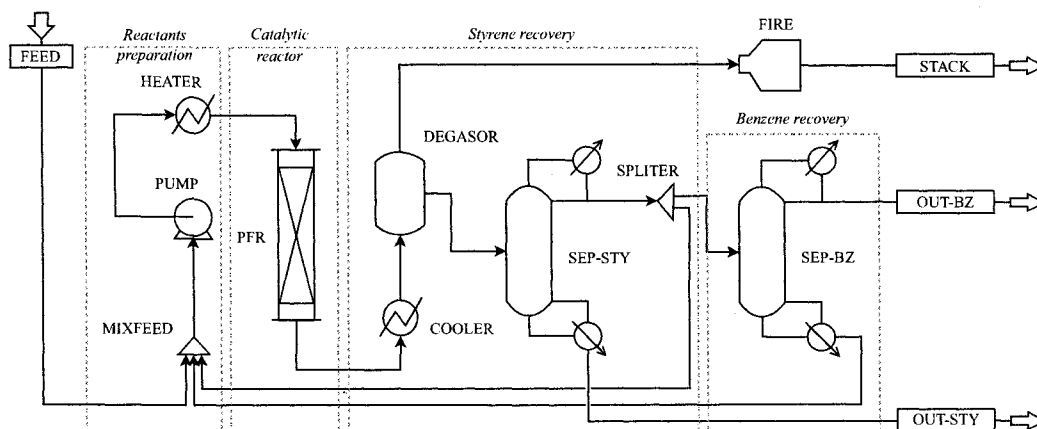 FIRE
Reactants
preparation
Catalytic
reactor
Styrene recovery
FEED
STACK
HEATER
Benzene recovery
DEGASOR
SPLITER
PUMP
OUT-BZ
PFR
SEP-STY
SEP-BZ
MIXFEED
COOLER
OUT-STY